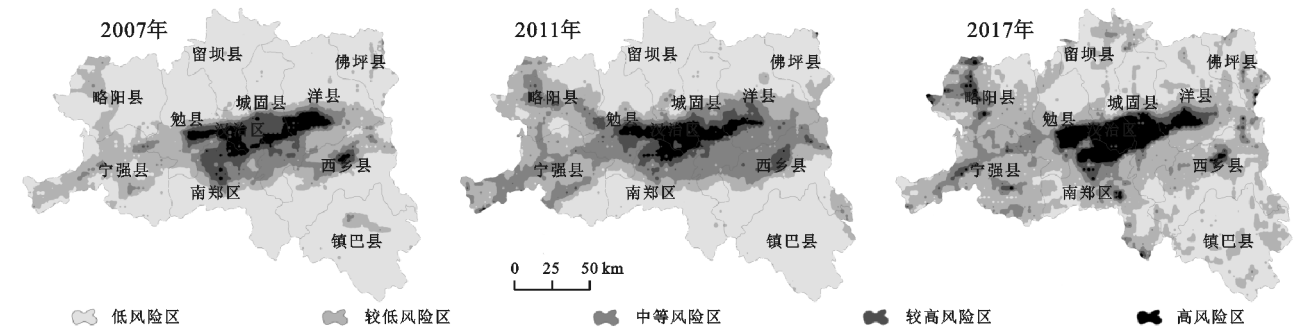 2007年
留坝县
佛坪县
略阳县
城固县
洋县
勉县
汉台区
宁强县
西乡县
南郑区
镇巴县
2011年
留坝县
佛坪县
略阳县
城固县
洋县
勉县
宁强县
西乡县
南郑区
镇巴县
2017年
留坝县
佛坪县
略阳县
城固县
洋县
勉县
宁强县
西乡县
南郑区
镇巴县
0 25 50 km
低风险区 较低风险区 中等风险区 较高风险区 高风险区